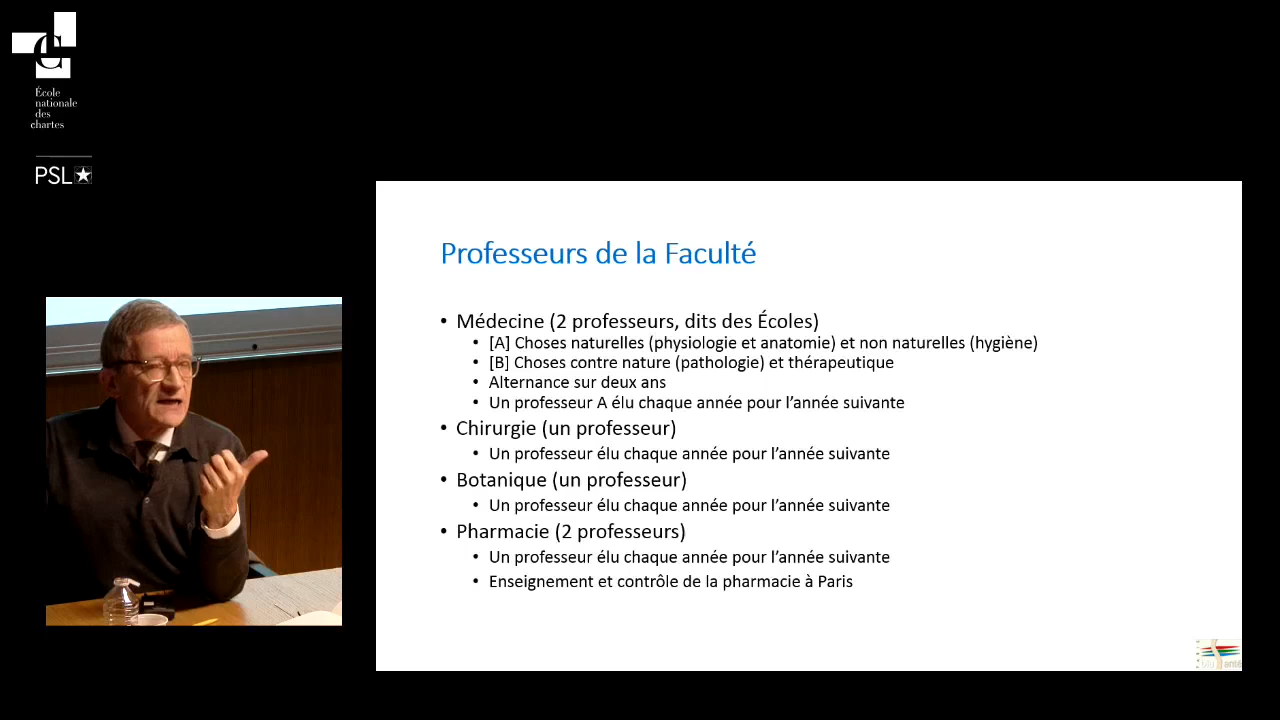 École
nationale
des
chartes
PSL
Professeurs de la Faculté
• Médecine (2 professeurs, dits des Écoles)
• [A] Choses naturelles (physiologie et anatomie) et non naturelles (hygiène)
• [B] Choses contre nature (pathologie) et thérapeutique
• Alternance sur deux ans
• Un professeur A élu chaque année pour l’année suivante
• Chirurgie (un professeur)
• Un professeur élu chaque année pour l’année suivante
• Botanique (un professeur)
• Un professeur élu chaque année pour l’année suivante
• Pharmacie (2 professeurs)
• Un professeur élu chaque année pour l’année suivante
• Enseignement et contrôle de la pharmacie à Paris